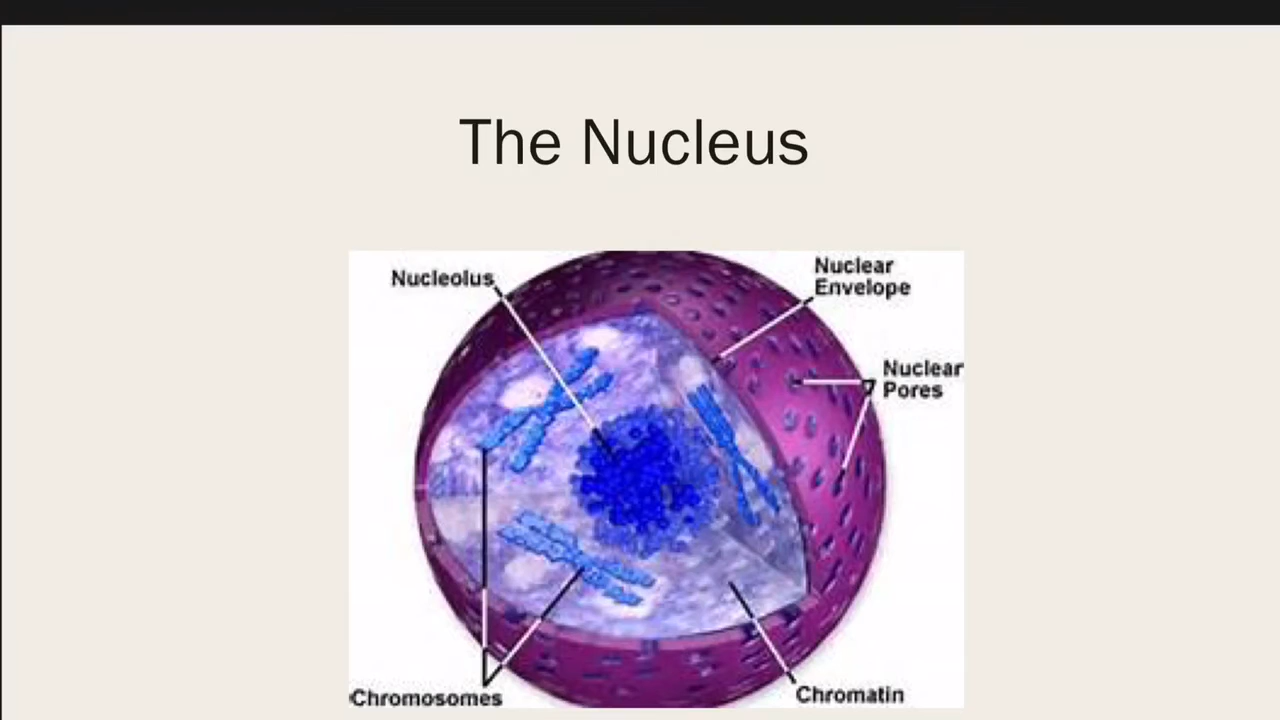 The Nucleus
Nucleolus
Nuclear
Envelope
Nuclear
Pores
Chromosomes
Chromatin